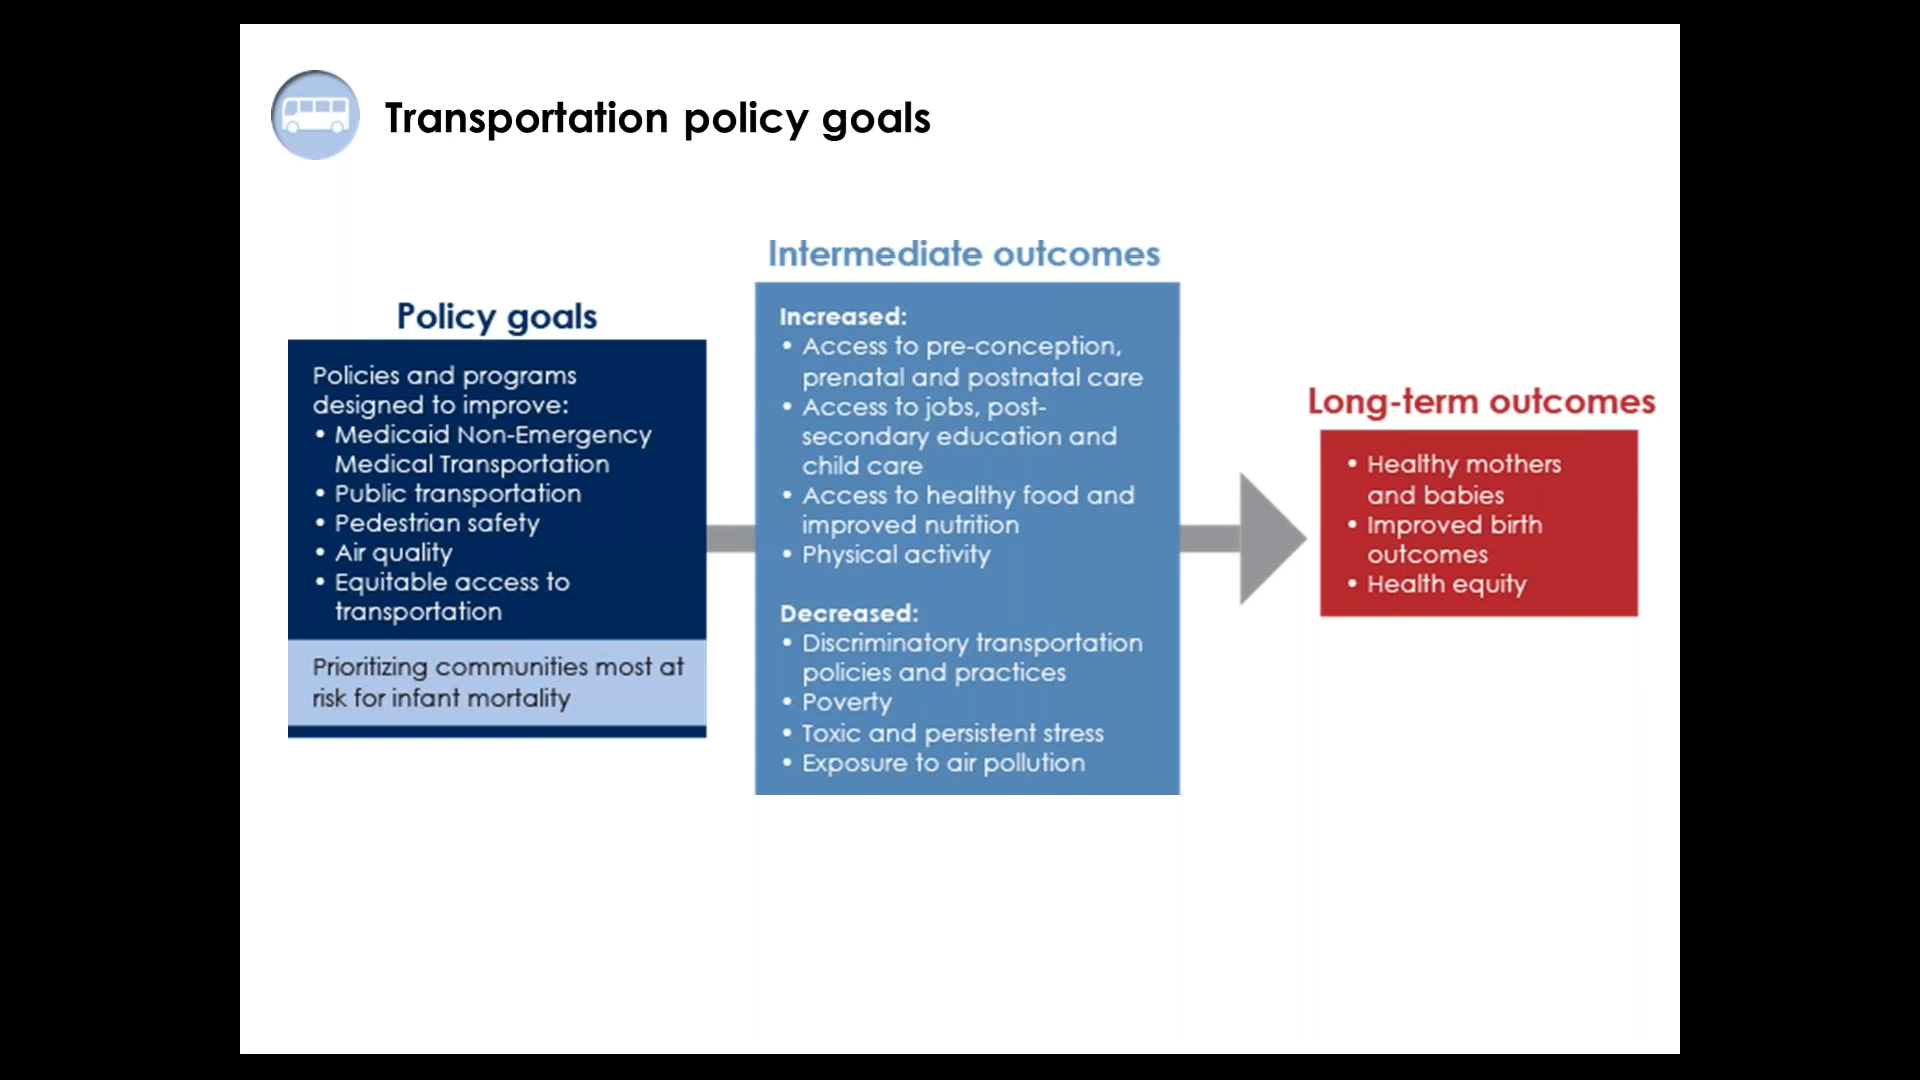 Transportation policy goals
Policy goals
Policies and programs
designed to improve:
• Medicaid Non-Emergency
Medical Transportation
• Public transportation
• Pedestrian safety
• Air quality
• Equitable access to
transportation
Prioritizing communities most at
risk for infant mortality
Intermediate outcomes
Increased:
• Access to pre-conception,
prenatal and postnatal care
• Access to jobs, post-
secondary education and
child care
• Access to healthy food and
improved nutrition
• Physical activity
Decreased:
• Discriminatory transportation
policies and practices
• Poverty
• Toxic and persistent stress
• Exposure to air pollution
Long-term outcomes
• Healthy mothers
and babies
• Improved birth
outcomes
• Health equity